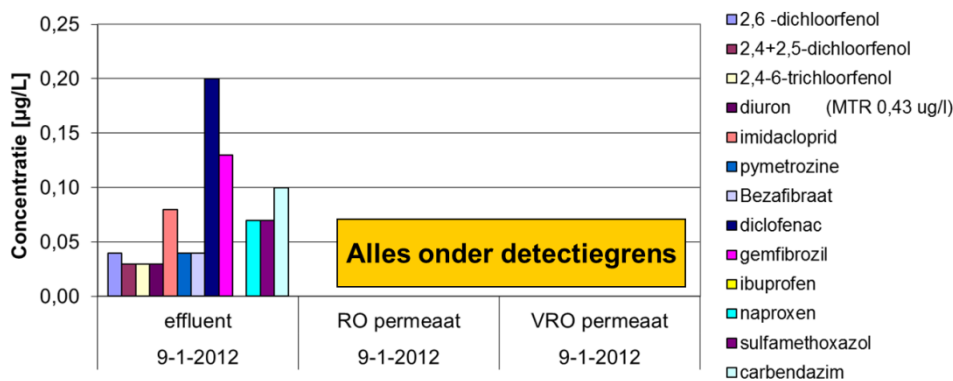 Concentratie [µg/L]
0,25
0,20
0,15
0,10
0,05
0,00
Alles onder detectiegrens
effluent
RO permeaat
VRO permeaat
9-1-2012
9-1-2012
9-1-2012
2,6 -dichloorfenol
2,4+2,5-dichloorfenol
2,4-6-trichloorfenol
diuron (MTR 0,43 ug/l)
imidacloprid
pymetrozine
Bezafibraat
diclofenac
gemfibrozil
ibuprofen
naproxen
sulfamethoxazol
carbendazim